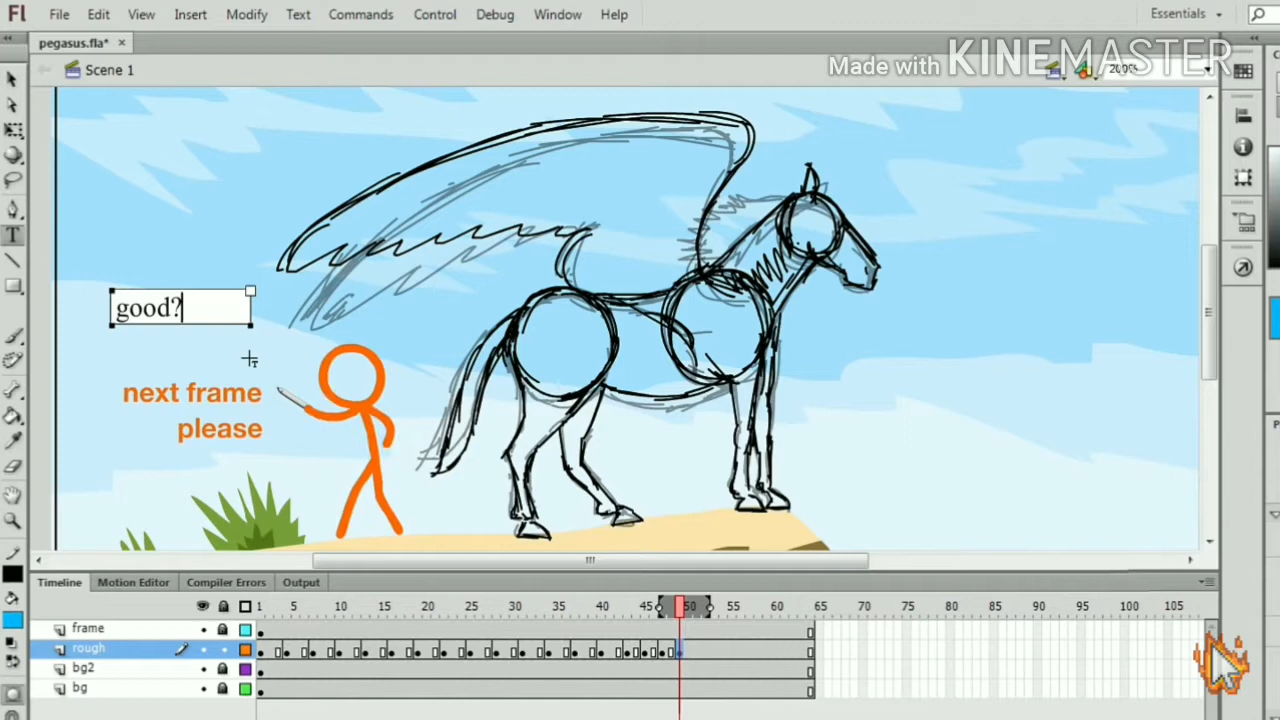 Fl File Edit View Insert Modify Text Commands Control Debug Window Help Essentials
pegasus.fla* ×
Scene 1 200%
Made with KINEMASTER
good?
next frame
please
Timeline Motion Editor Compiler Errors Output
1 5 10 15 20 25 30 35 40 45 50 55 60 65 70 75 80 85 90 95 100 105
frame
rough
bg2
bg